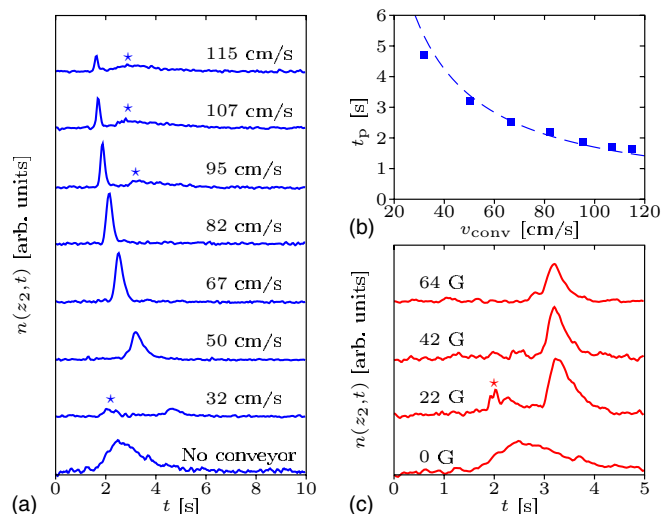 115 cm/s
107 cm/s
95 cm/s
82 cm/s
67 cm/s
50 cm/s
32 cm/s
No conveyor
n(z₂,t) [arb. units]
0 2 4 6 8 10
t [s]
(a)
6
5
4
3
2
1
0
tₚ [s]
20 40 60 80 100 120
v_conv [cm/s]
(b)
64 G
42 G
22 G
0 G
n(z₂,t) [arb. units]
0 1 2 3 4 5
t [s]
(c)